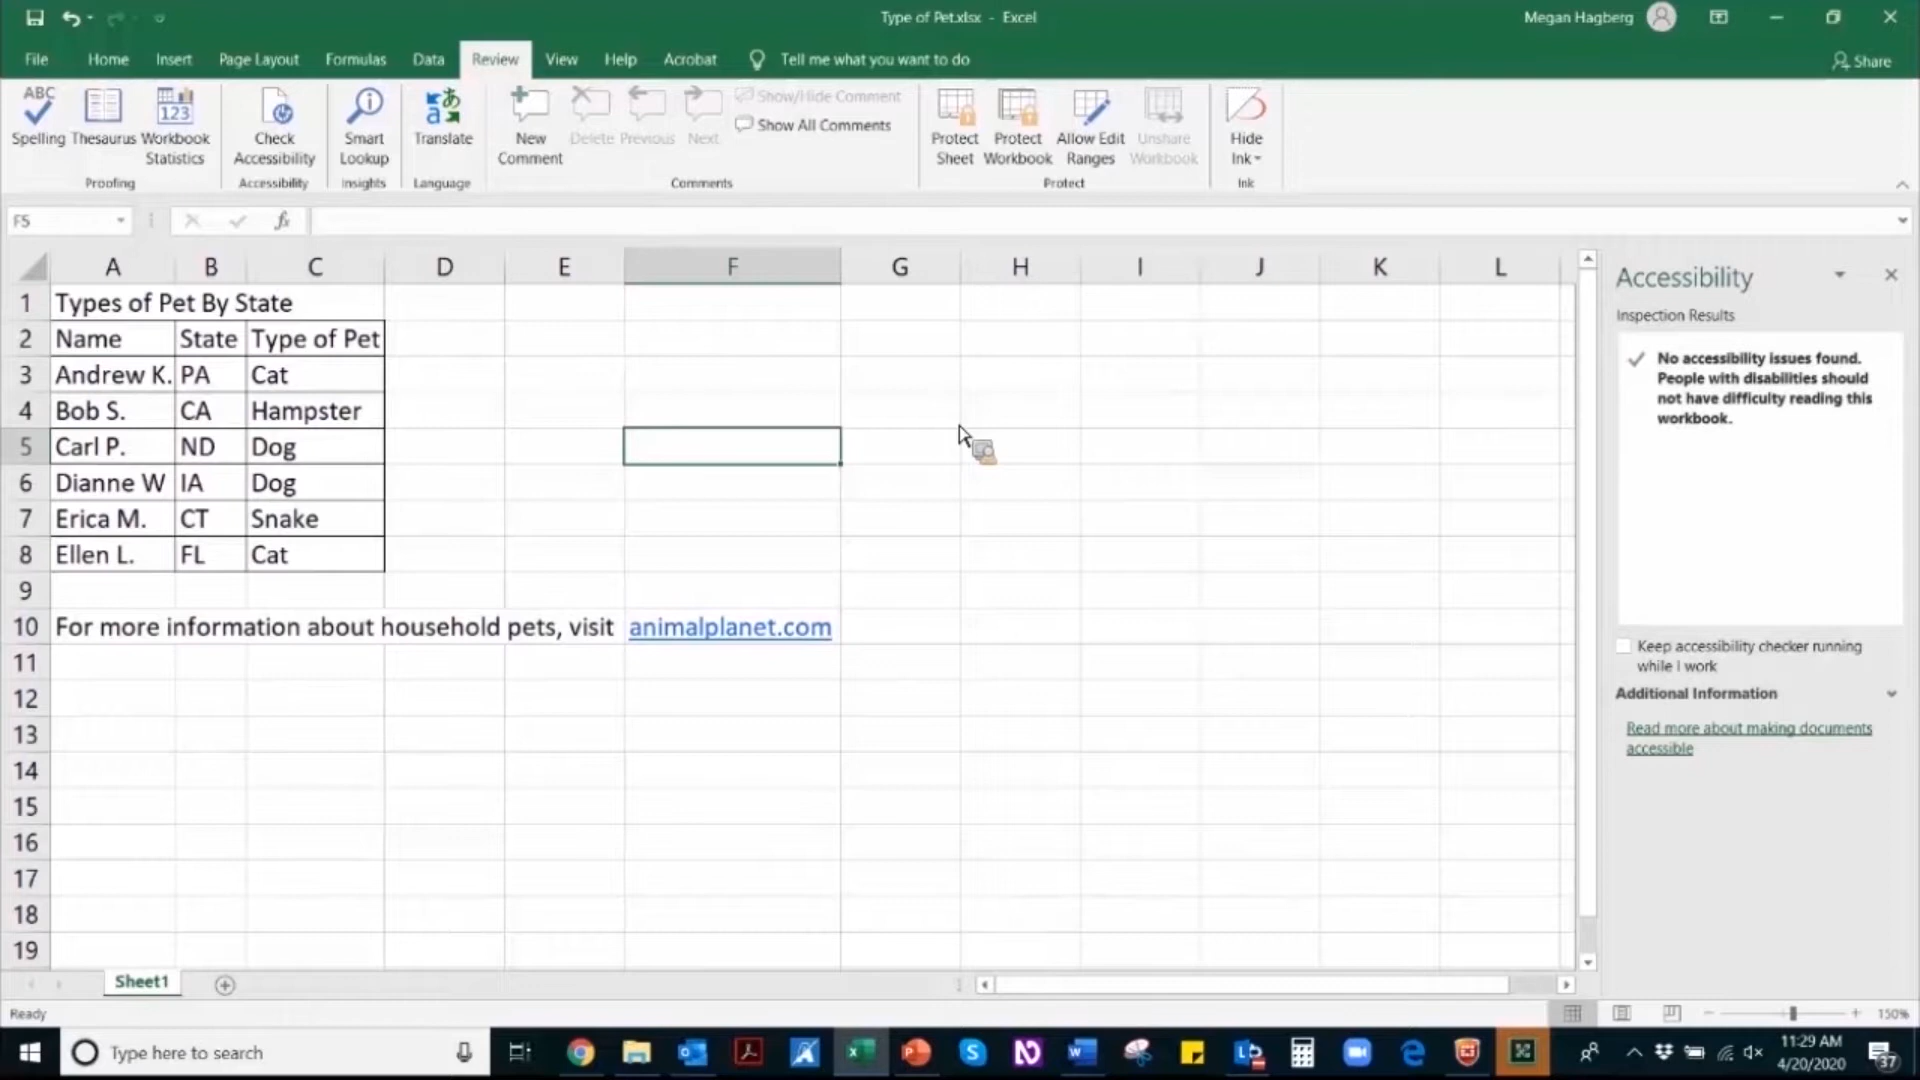 Type of Pet.xlsx - Excel
Megan Hagberg
File Home Insert Page Layout Formulas Data Review View Help Acrobat Tell me what you want to do Share
ABC
Spelling
Thesaurus
123
Workbook Statistics
Proofing
Check Accessibility
Accessibility
Smart Lookup
Insights
Translate
Language
New Comment
Delete
Previous
Next
Show/Hide Comment
Show All Comments
Comments
Protect Sheet
Protect Workbook
Allow Edit Ranges
Unshare Workbook
Protect
Hide Ink
Ink
F5
fx
A B C D E F G H I J K L
1 Types of Pet By State
2 Name State Type of Pet
3 Andrew K. PA Cat
4 Bob S. CA Hampster
5 Carl P. ND Dog
6 Dianne W IA Dog
7 Erica M. CT Snake
8 Ellen L. FL Cat
9
10 For more information about household pets, visit animalplanet.com
11
12
13
14
15
16
17
18
19
Accessibility
Inspection Results
No accessibility issues found.
People with disabilities should
not have difficulty reading this
workbook.
Keep accessibility checker running
while I work
Additional Information
Read more about making documents
accessible
Sheet1
Ready
150%
Type here to search
11:29 AM
4/20/2020
37